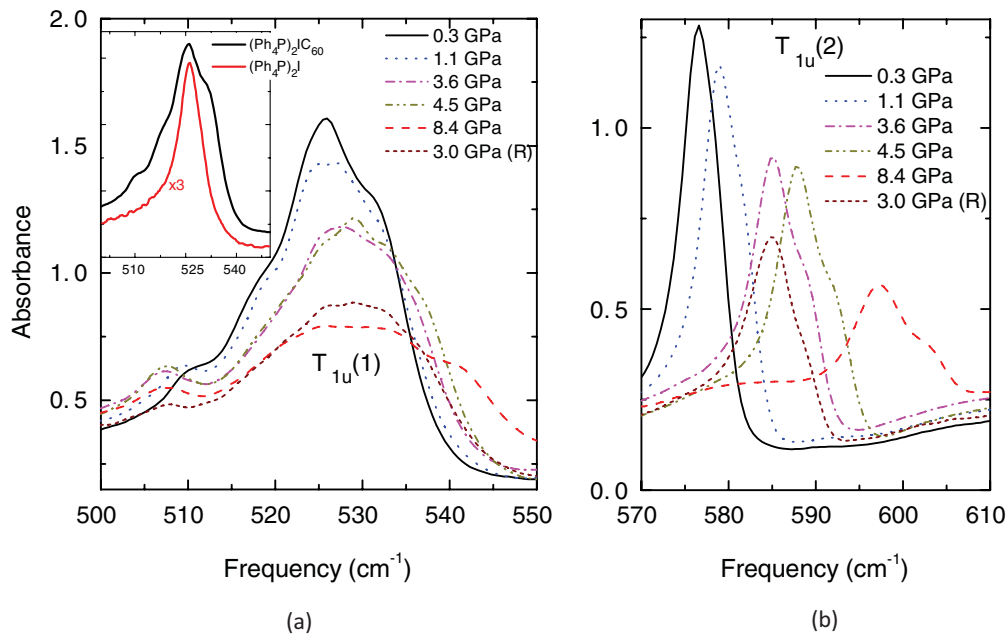 2.0
1.5
1.0
0.5
Absorbance
(Ph4P)2IC60
(Ph4P)2I
x3
510 525 540
0.3 GPa
1.1 GPa
3.6 GPa
4.5 GPa
8.4 GPa
3.0 GPa (R)
T1u(1)
500 510 520 530 540 550
Frequency (cm-1)
(a)
1.0
0.5
0.0
T1u(2)
0.3 GPa
1.1 GPa
3.6 GPa
4.5 GPa
8.4 GPa
3.0 GPa (R)
570 580 590 600 610
Frequency (cm-1)
(b)